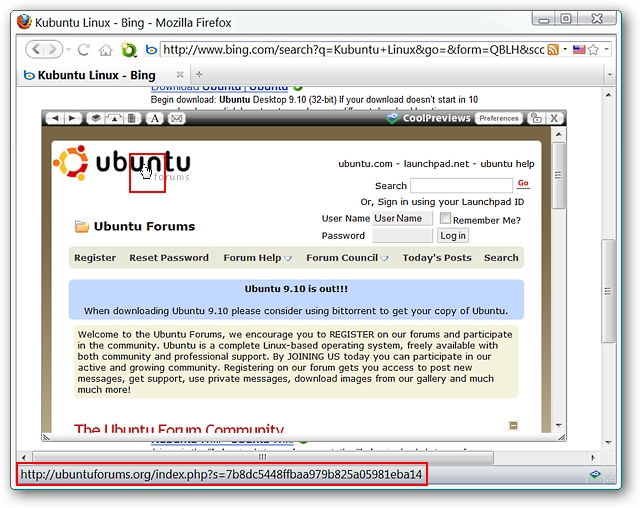 Kubuntu Linux - Bing - Mozilla Firefox
http://www.bing.com/search?q=Kubuntu+Linux&go=&form=QBLH&scc
Kubuntu Linux - Bing
Download Ubuntu | Ubuntu
Begin download: Ubuntu Desktop 9.10 (32-bit) If your download doesn't start in 10
A CoolPreviews Preferences X
ubuntu
forums
ubuntu.com - launchpad.net - ubuntu help
Search Go
Or, Sign in using your Launchpad ID
User Name User Name Remember Me?
Password Log in
Ubuntu Forums
Register Reset Password Forum Help Forum Council Today's Posts Search
Ubuntu 9.10 is out!!!
When downloading Ubuntu 9.10 please consider using bittorrent to get your copy of Ubuntu.
Welcome to the Ubuntu Forums, we encourage you to REGISTER on our forums and participate
in the community. Ubuntu is a complete Linux-based operating system, freely available with
both community and professional support. By JOINING US today you can participate in our
active and growing community. Registering on our forum gets you access to post new
messages, get support, use private messages, download images from our gallery and much
much more!
The Ubuntu Forum Community
http://ubuntuforums.org/index.php?s=7b8dc5448ffbaa979b825a05981eba14